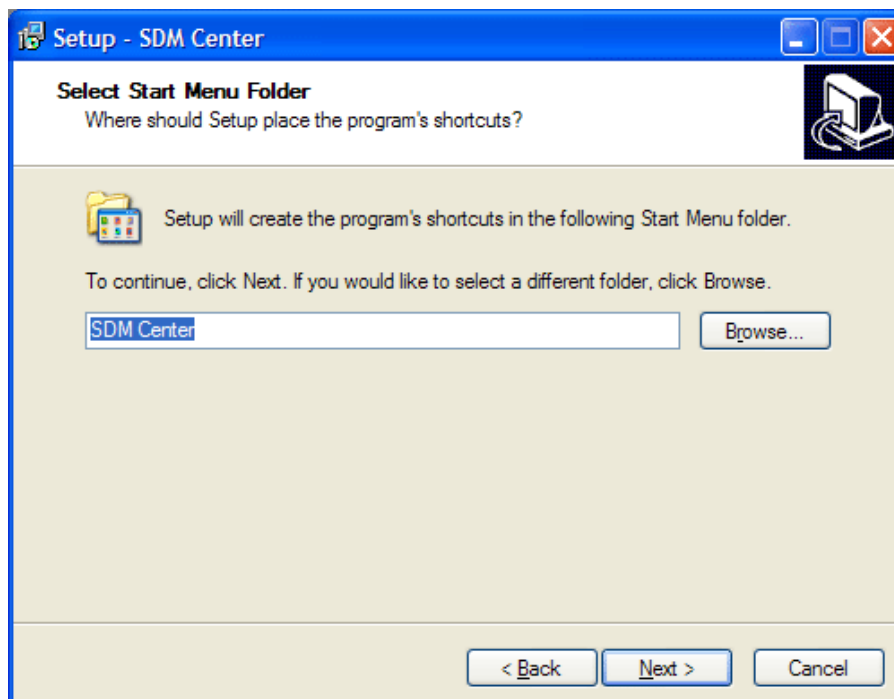 Setup - SDM Center
Select Start Menu Folder
Where should Setup place the program's shortcuts?
Setup will create the program's shortcuts in the following Start Menu folder.
To continue, click Next. If you would like to select a different folder, click Browse.
SDM Center
Browse...
< Back
Next >
Cancel